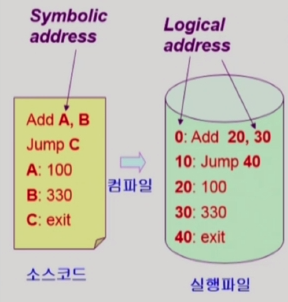 Symbolic
address
Add A, B
Jump C
A: 100
B: 330
C: exit
소스코드
컴파일
Logical
address
0: Add 20, 30
10: Jump 40
20: 100
30: 330
40: exit
실행파일